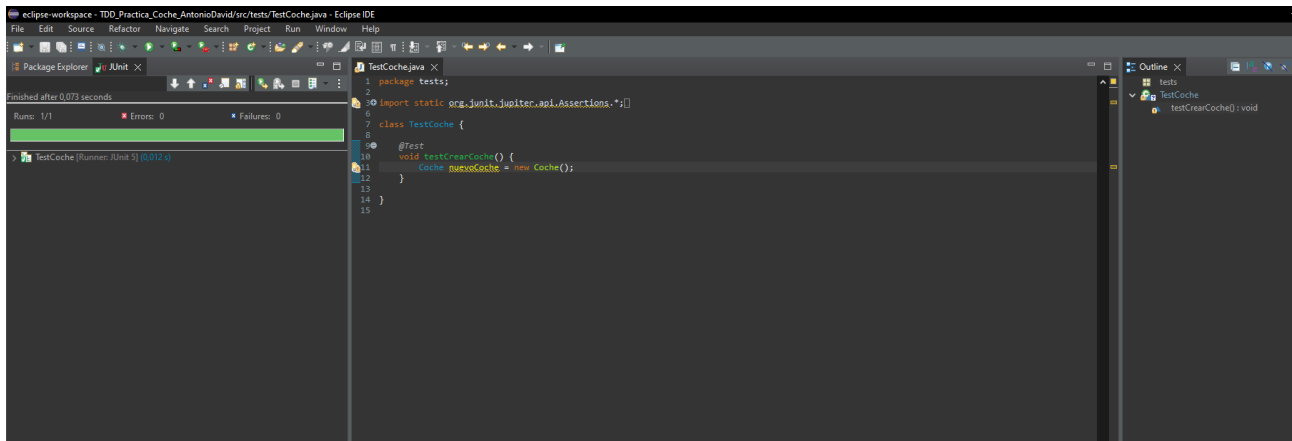 eclipse-workspace - TDD_Practica_Coche_AntonioDavid/src/tests/TestCoche.java - Eclipse IDE
File Edit Source Refactor Navigate Search Project Run Window Help
Package Explorer JUnit
Finished after 0,073 seconds
Runs: 1/1 Errors: 0 Failures: 0
TestCoche [Runner: JUnit 5] (0,012 s)
TestCoche.java
1 package tests;
2
3 import static org.junit.jupiter.api.Assertions.*;
6
7 class TestCoche {
8
9 @Test
10 void testCrearCoche() {
11 Coche nuevoCoche = new Coche();
12 }
13
14 }
15
Outline
tests
TestCoche
testCrearCoche() : void